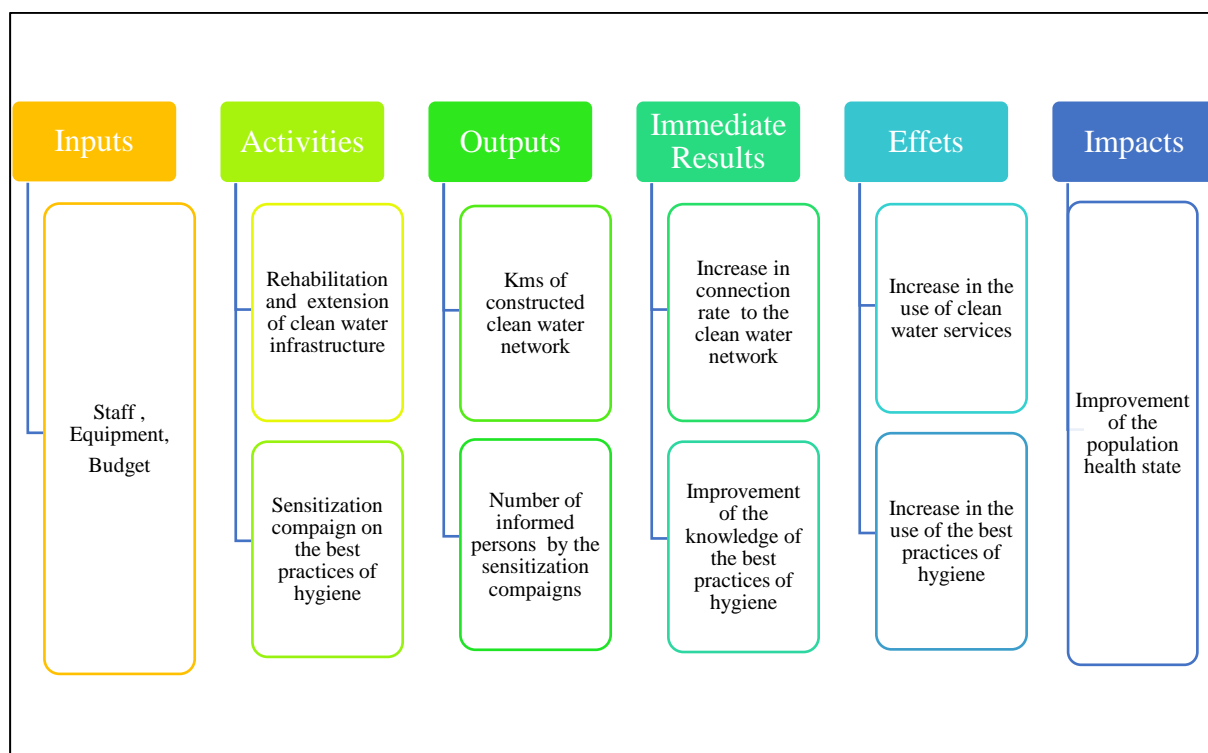 Inputs
Staff ,
Equipment,
Budget
Activities
Rehabilitation
and extension
of clean water
infrastructure
Sensitization
compaign on
the best
practices of
hygiene
Outputs
Kms of
constructed
clean water
network
Number of
informed
persons by the
sensitization
compaigns
Immediate
Results
Increase in
connection
rate to the
clean water
network
Improvement
of the
knowledge of
the best
practices of
hygiene
Effets
Increase in the
use of clean
water services
Increase in the
use of the best
practices of
hygiene
Impacts
Improvement
of the
population
health state